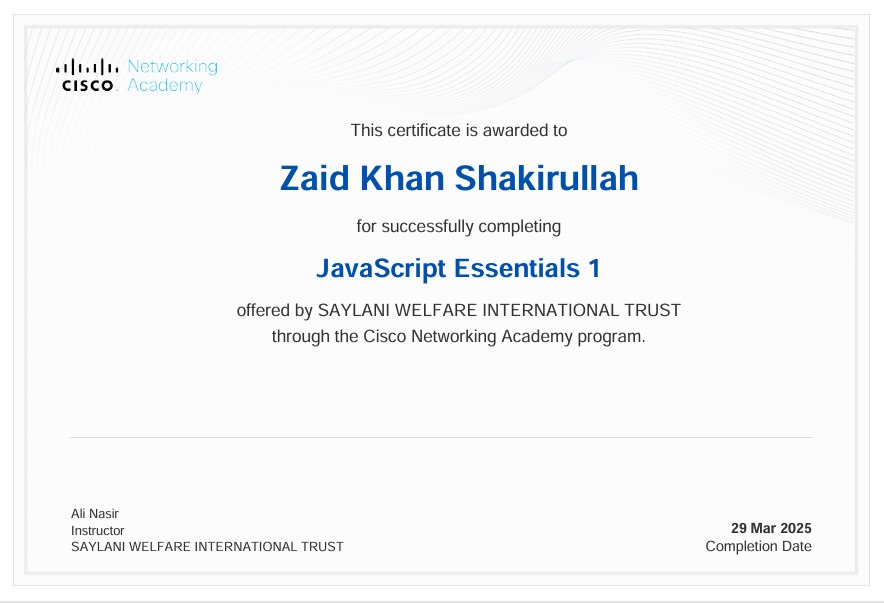 CISCO
Networking
Academy
This certificate is awarded to
Zaid Khan Shakirullah
for successfully completing
JavaScript Essentials 1
offered by SAYLANI WELFARE INTERNATIONAL TRUST
through the Cisco Networking Academy program.
Ali Nasir
Instructor
SAYLANI WELFARE INTERNATIONAL TRUST
29 Mar 2025
Completion Date